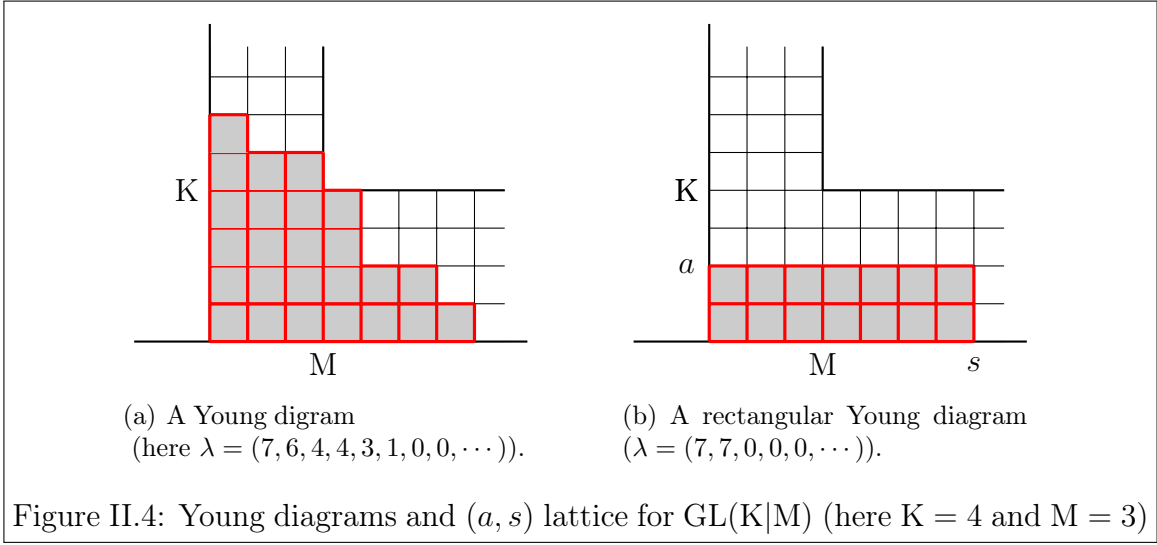 K
M
K
a
M
s
(a) A Young digram
(here λ = (7, 6, 4, 4, 3, 1, 0, 0, ⋯)).
(b) A rectangular Young diagram
(λ = (7, 7, 0, 0, 0, ⋯)).
Figure II.4: Young diagrams and (a, s) lattice for GL(K|M) (here K = 4 and M = 3)